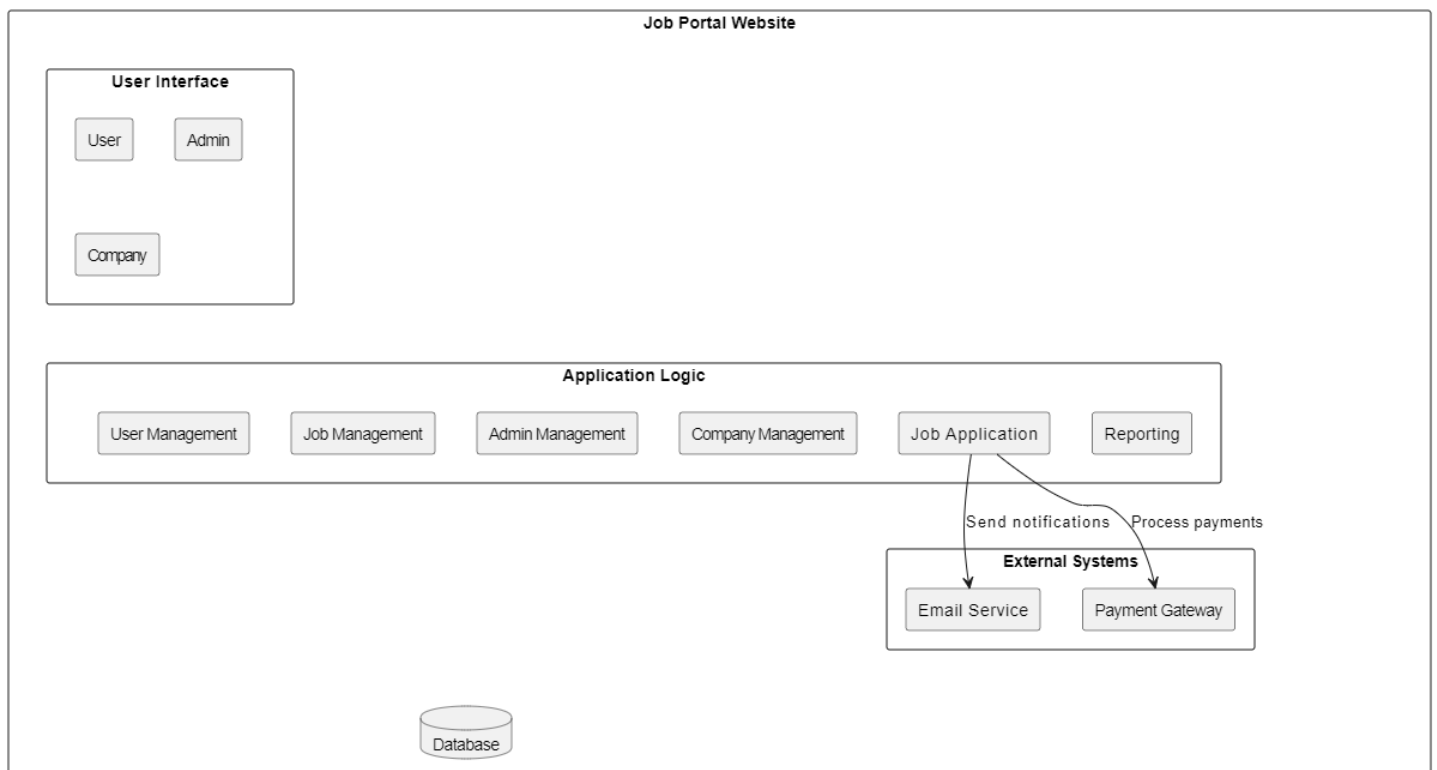 Job Portal Website
User Interface
User
Admin
Company
Application Logic
User Management
Job Management
Admin Management
Company Management
Job Application
Reporting
Send notifications
Process payments
External Systems
Email Service
Payment Gateway
Database